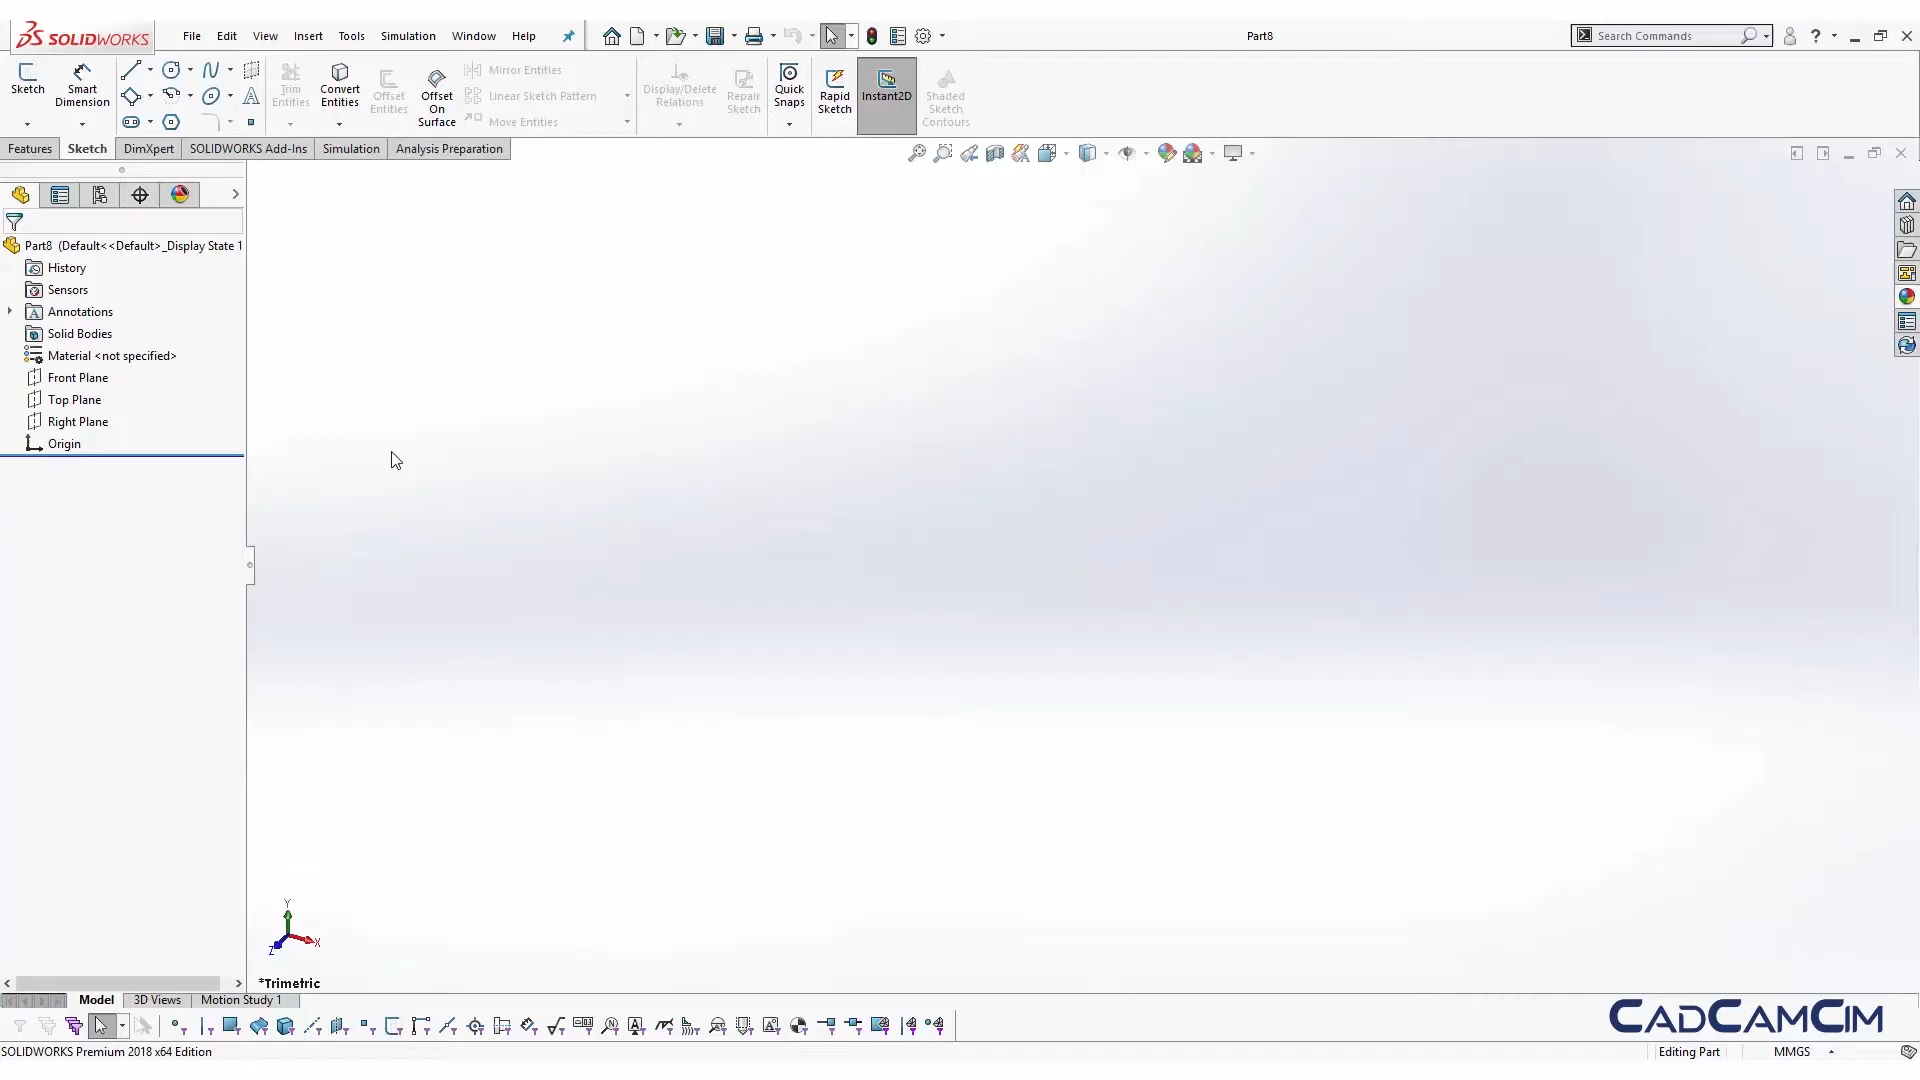 SOLIDWORKS
File Edit View Insert Tools Simulation Window Help
Part8
Search Commands
Sketch
Smart Dimension
Trim Entities
Convert Entities
Offset Entities
Offset On Surface
Mirror Entities
Linear Sketch Pattern
Move Entities
Display/Delete Relations
Repair Sketch
Quick Snaps
Rapid Sketch
Instant2D
Shaded Sketch Contours
Features Sketch DimXpert SOLIDWORKS Add-Ins Simulation Analysis Preparation
Part8 (Default<<Default>_Display State 1
History
Sensors
Annotations
Solid Bodies
Material <not specified>
Front Plane
Top Plane
Right Plane
Origin
Y
X
Z
*Trimetric
Model 3D Views Motion Study 1
CADCAMCIM
SOLIDWORKS Premium 2018 x64 Edition
Editing Part
MMGS